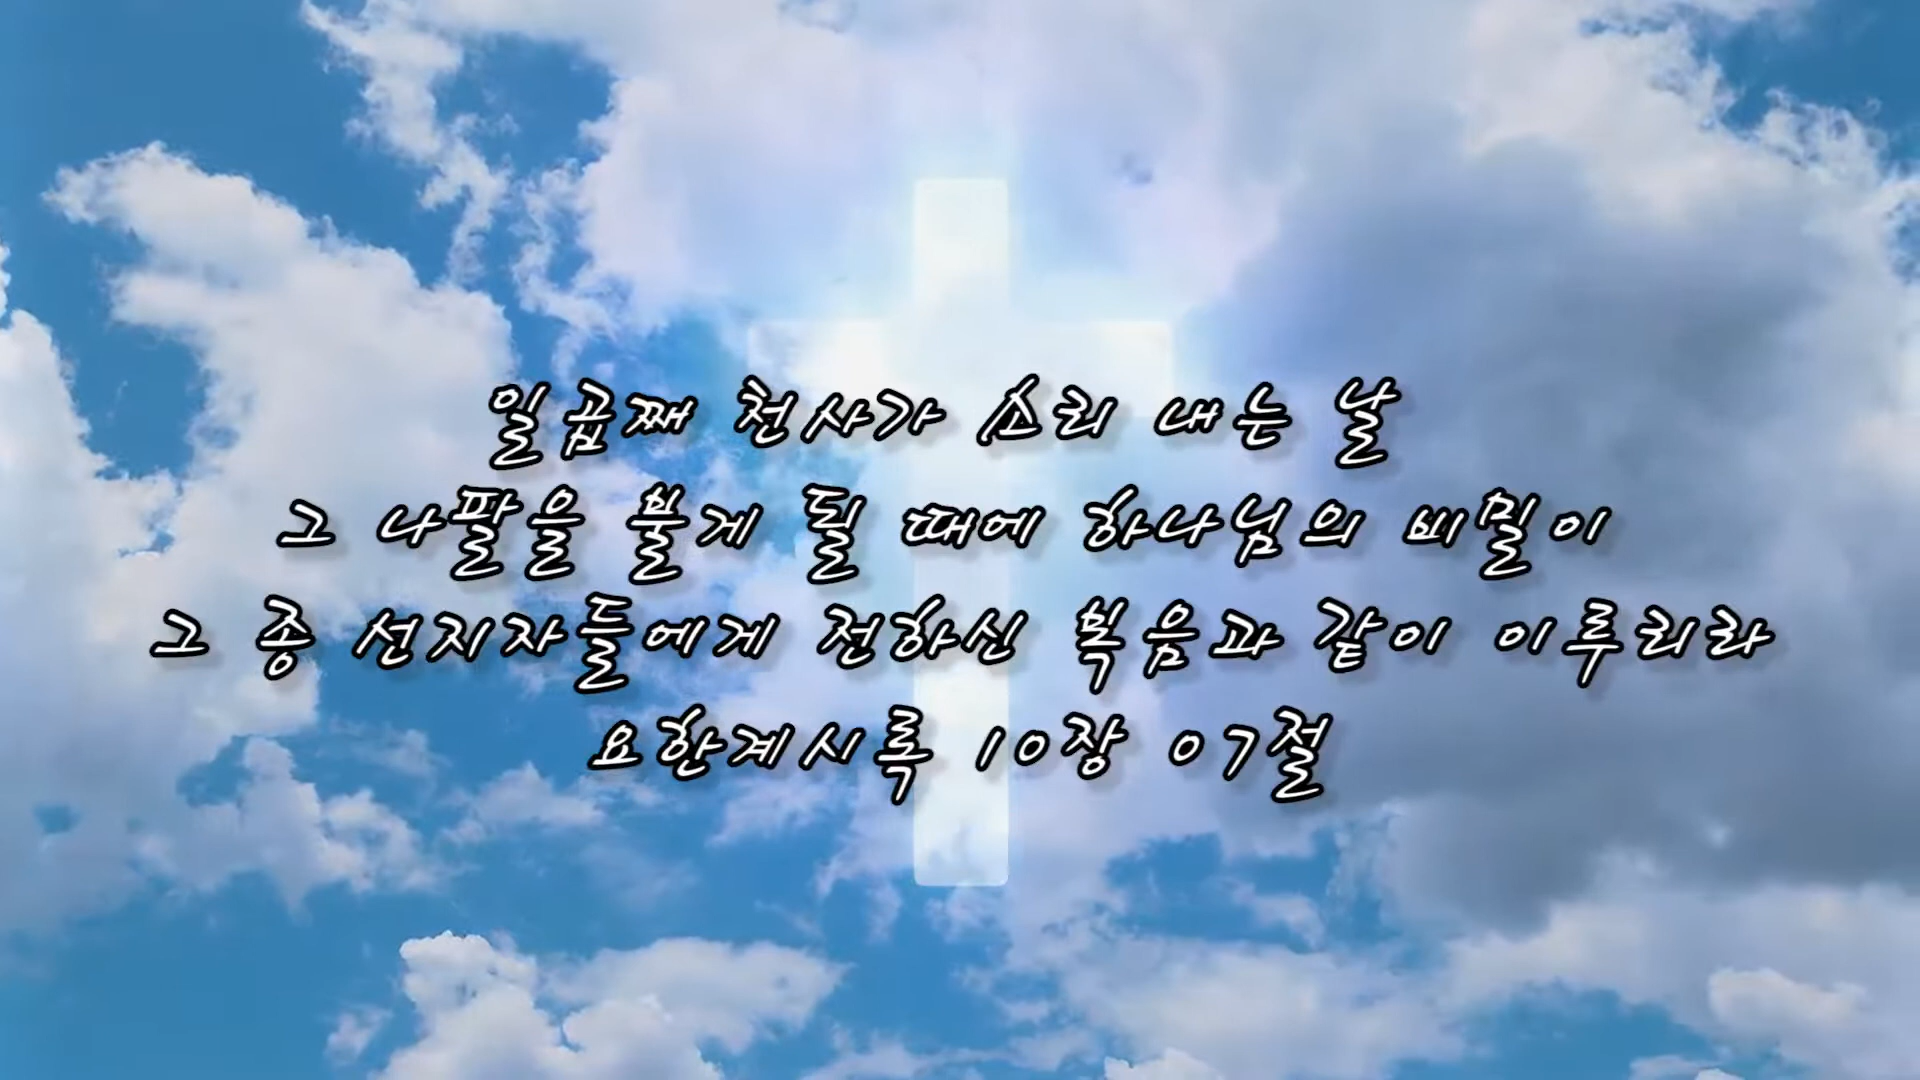 일곱째 천사가 소리 내는 날
그 나팔을 불게 될 때에 하나님의 비밀이
그 종 선지자들에게 전하신 복음과 같이 이루리라
요한계시록 10장 07절